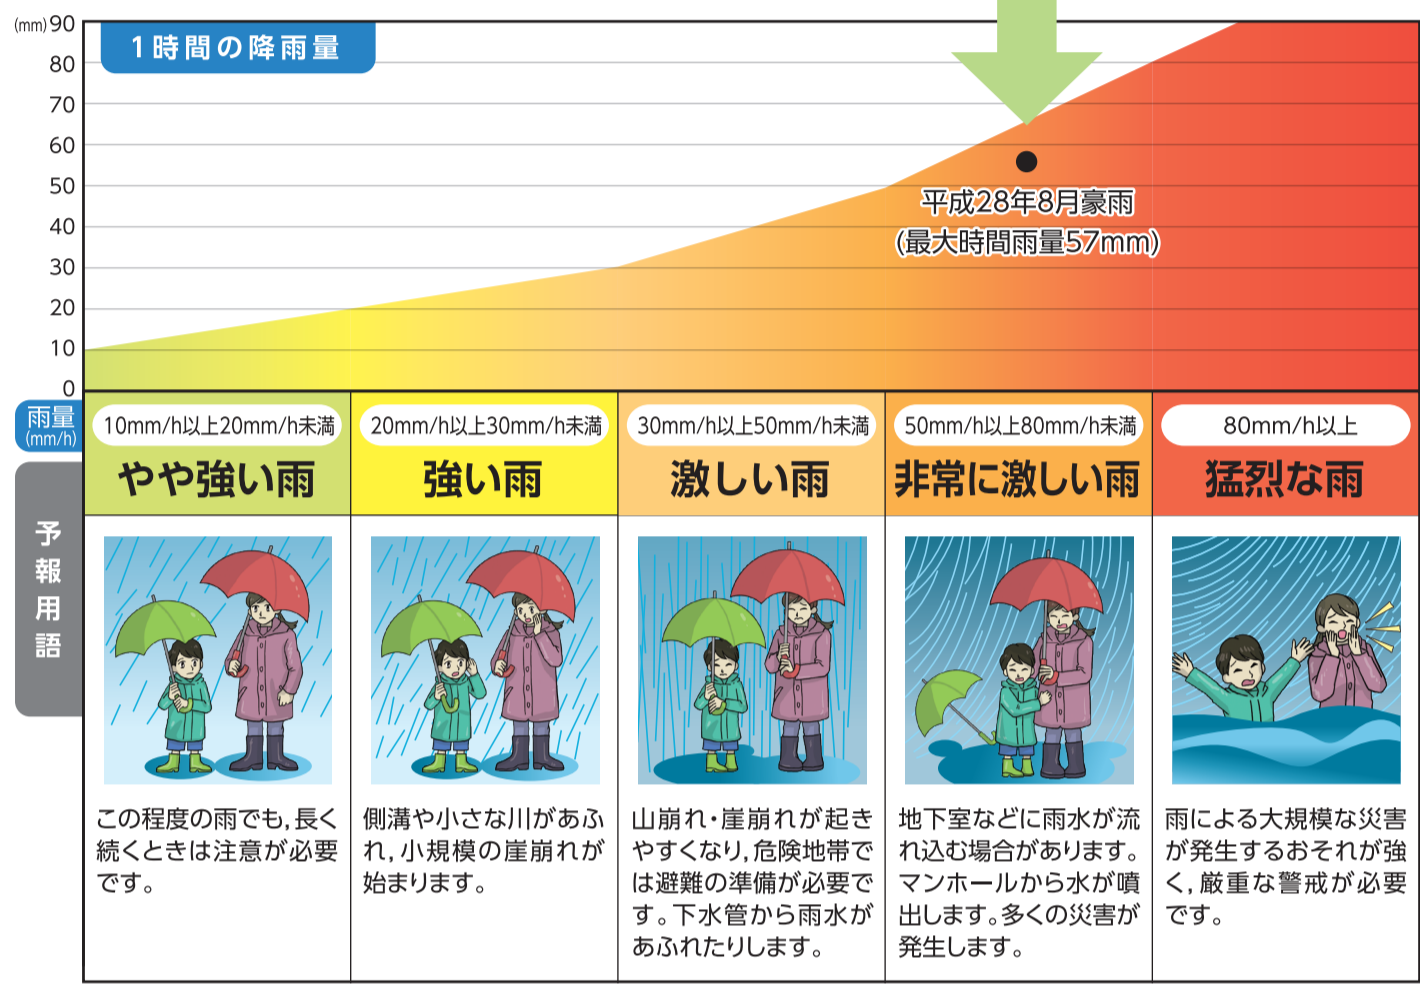 (mm) 90
1時間の降雨量
80
70
60
50
40
30
20
10
0
平成28年8月豪雨
(最大時間雨量57mm)
雨量
(mm/h)
10mm/h以上20mm/h未満
20mm/h以上30mm/h未満
30mm/h以上50mm/h未満
50mm/h以上80mm/h未満
80mm/h以上
予報用語
やや強い雨
強い雨
激しい雨
非常に激しい雨
猛烈な雨
この程度の雨でも,長く
続くときは注意が必要
です。
側溝や小さな川があふ
れ,小規模の崖崩れが
始まります。
山崩れ・崖崩れが起き
やすくなり,危険地帯で
は避難の準備が必要で
す。下水管から雨水が
あふれたりします。
地下室などに雨水が流
れ込む場合があります。
マンホールから水が噴
出します。多くの災害が
発生します。
雨による大規模な災害
が発生するおそれが強
く,厳重な警戒が必要
です。